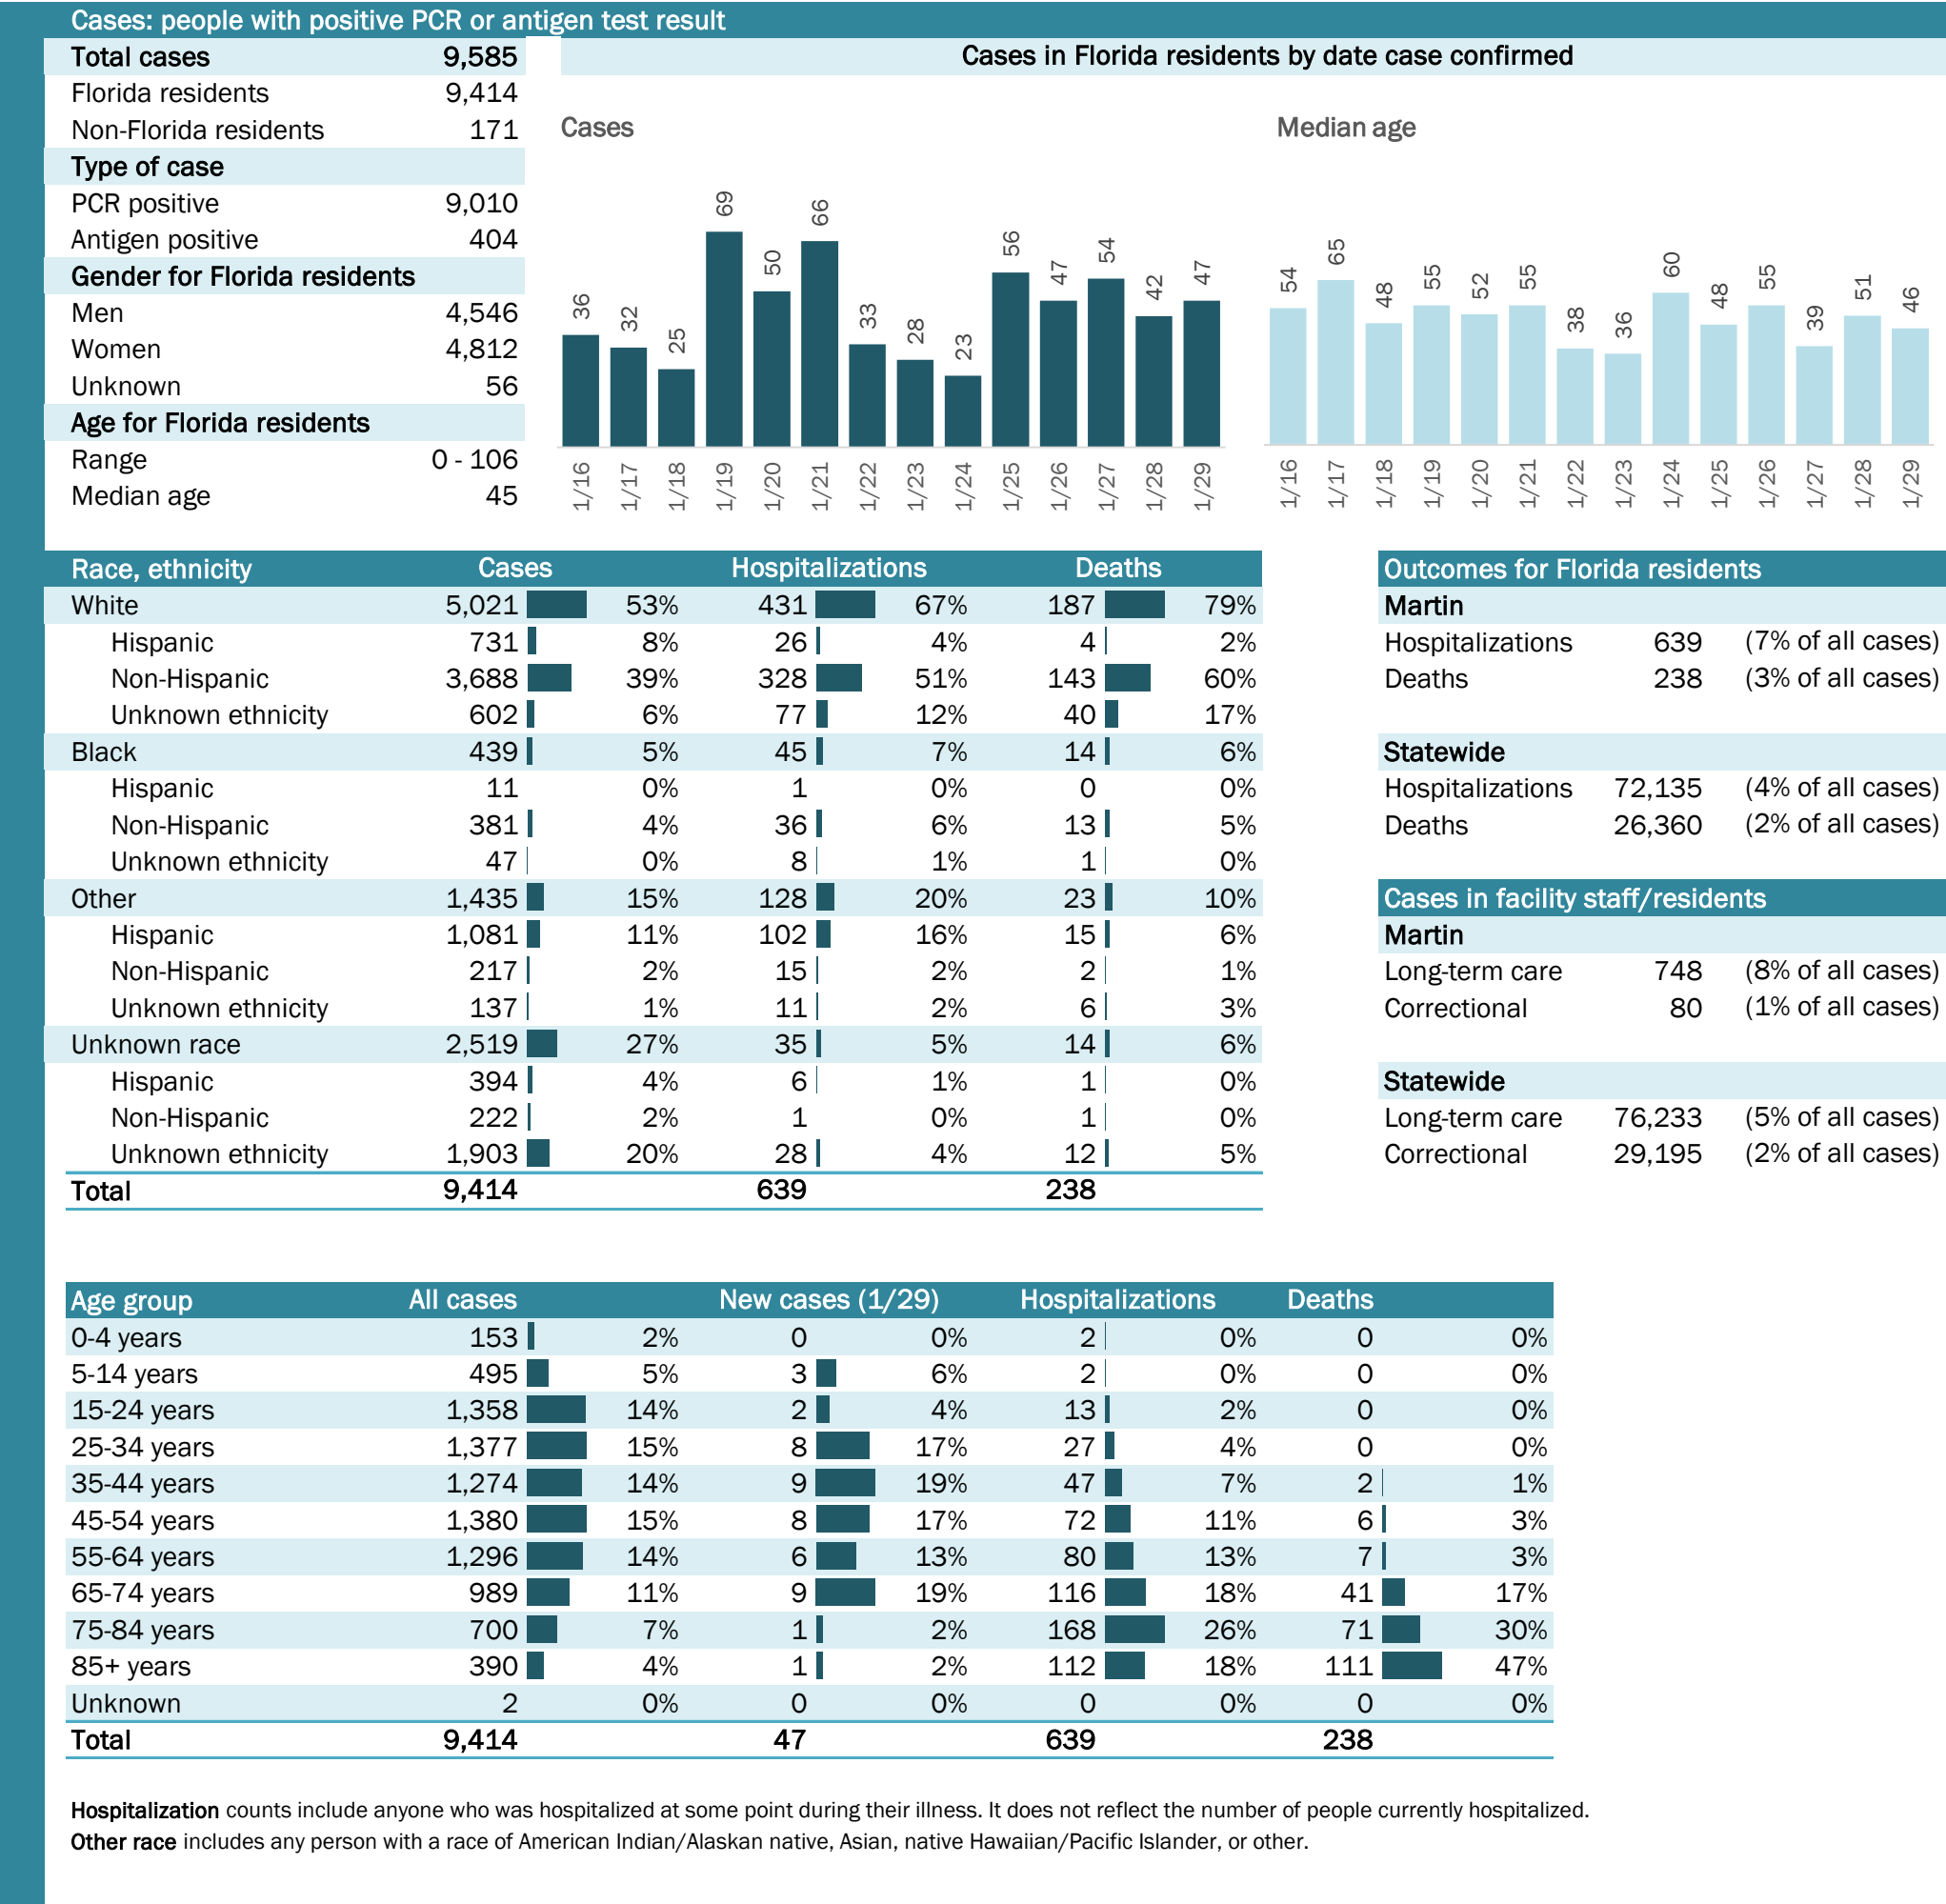 Cases: people with positive PCR or antigen test result
Total cases 9,585
Florida residents 9,414
Non-Florida residents 171
Type of case
PCR positive 9,010
Antigen positive 404
Gender for Florida residents
Men 4,546
Women 4,812
Unknown 56
Age for Florida residents
Range 0 - 106
Median age 45
Cases in Florida residents by date case confirmed
Cases
36 32 25 69 50 66 33 28 23 56 47 54 42 47
1/16 1/17 1/18 1/19 1/20 1/21 1/22 1/23 1/24 1/25 1/26 1/27 1/28 1/29
Median age
54 65 48 55 52 55 38 36 60 48 55 39 51 46
1/16 1/17 1/18 1/19 1/20 1/21 1/22 1/23 1/24 1/25 1/26 1/27 1/28 1/29
Race, ethnicity Cases Hospitalizations Deaths
White 5,021 53% 431 67% 187 79%
Hispanic 731 8% 26 4% 4 2%
Non-Hispanic 3,688 39% 328 51% 143 60%
Unknown ethnicity 602 6% 77 12% 40 17%
Black 439 5% 45 7% 14 6%
Hispanic 11 0% 1 0% 0 0%
Non-Hispanic 381 4% 36 6% 13 5%
Unknown ethnicity 47 0% 8 1% 1 0%
Other 1,435 15% 128 20% 23 10%
Hispanic 1,081 11% 102 16% 15 6%
Non-Hispanic 217 2% 15 2% 2 1%
Unknown ethnicity 137 1% 11 2% 6 3%
Unknown race 2,519 27% 35 5% 14 6%
Hispanic 394 4% 6 1% 1 0%
Non-Hispanic 222 2% 1 0% 1 0%
Unknown ethnicity 1,903 20% 28 4% 12 5%
Total 9,414 639 238
Outcomes for Florida residents
Martin
Hospitalizations 639 (7% of all cases)
Deaths 238 (3% of all cases)
Statewide
Hospitalizations 72,135 (4% of all cases)
Deaths 26,360 (2% of all cases)
Cases in facility staff/residents
Martin
Long-term care 748 (8% of all cases)
Correctional 80 (1% of all cases)
Statewide
Long-term care 76,233 (5% of all cases)
Correctional 29,195 (2% of all cases)
Age group All cases New cases (1/29) Hospitalizations Deaths
0-4 years 153 2% 0 0% 2 0% 0 0%
5-14 years 495 5% 3 6% 2 0% 0 0%
15-24 years 1,358 14% 2 4% 13 2% 0 0%
25-34 years 1,377 15% 8 17% 27 4% 0 0%
35-44 years 1,274 14% 9 19% 47 7% 2 1%
45-54 years 1,380 15% 8 17% 72 11% 6 3%
55-64 years 1,296 14% 6 13% 80 13% 7 3%
65-74 years 989 11% 9 19% 116 18% 41 17%
75-84 years 700 7% 1 2% 168 26% 71 30%
85+ years 390 4% 1 2% 112 18% 111 47%
Unknown 2 0% 0 0% 0 0% 0 0%
Total 9,414 47 639 238
Hospitalization counts include anyone who was hospitalized at some point during their illness. It does not reflect the number of people currently hospitalized.
Other race includes any person with a race of American Indian/Alaskan native, Asian, native Hawaiian/Pacific Islander, or other.